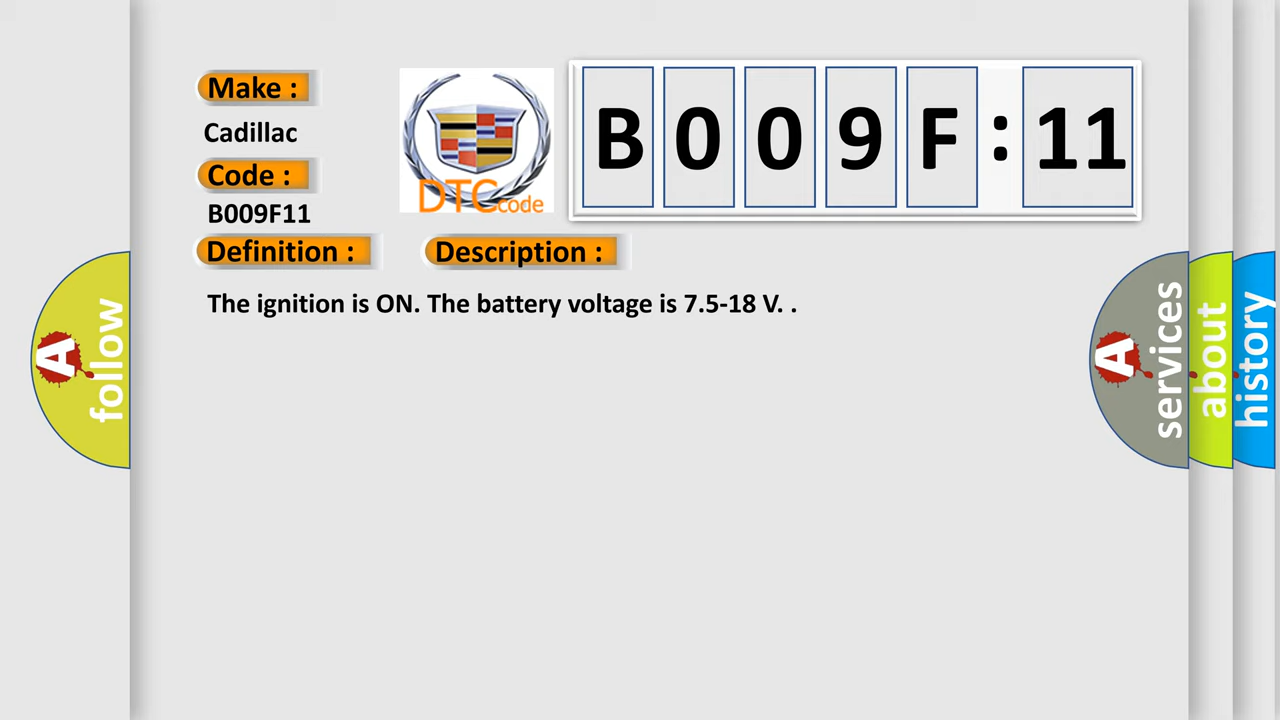 Make :
Cadillac
Code :
B009F11
Definition :
Description :
The ignition is ON. The battery voltage is 7.5-18 V. .
B 0 0 9 F : 11
DTC code
A follow
A services
about
history